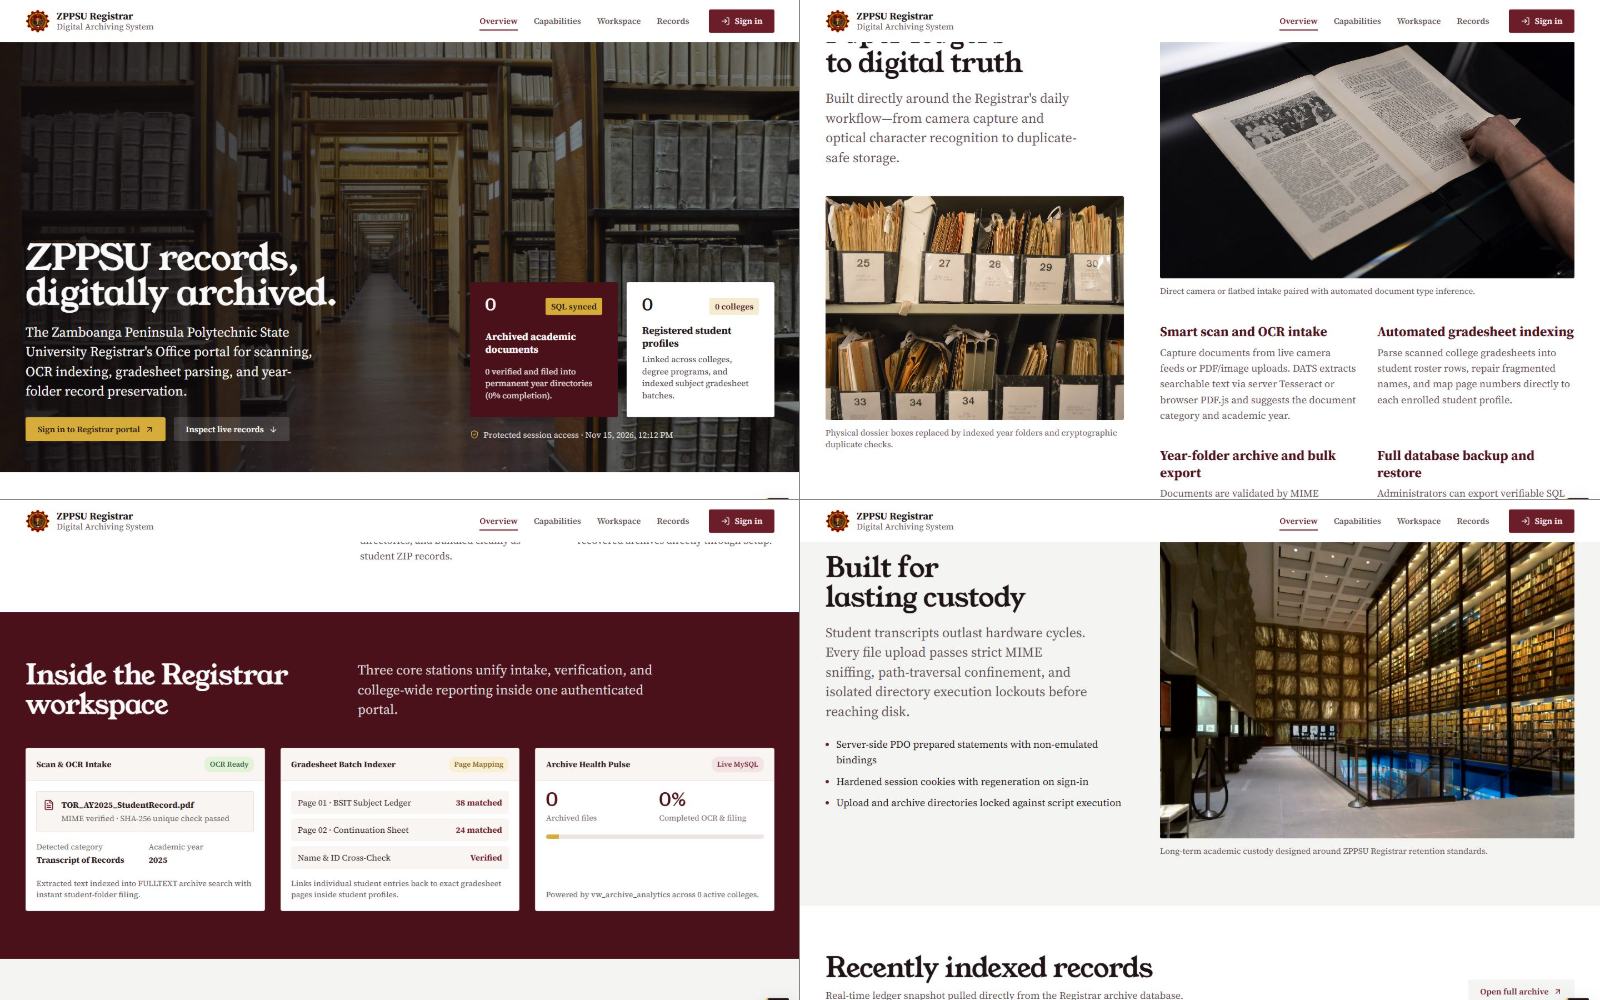 ZPPSU Registrar
Digital Archiving System
Overview
Capabilities
Workspace
Records
Sign in
ZPPSU records,
digitally archived.
The Zamboanga Peninsula Polytechnic State
University Registrar's Office portal for scanning,
OCR indexing, gradesheet parsing, and year-
folder record preservation.
Sign in to Registrar portal
Inspect live records
0
SQL synced
Archived academic
documents
0 verified and filed into
permanent year directories
(0% completion).
0
0 colleges
Registered student
profiles
Linked across colleges,
degree programs, and
indexed subject gradesheet
batches.
Protected session access · Nov 15, 2026, 12:12 PM
ZPPSU Registrar
Digital Archiving System
Overview
Capabilities
Workspace
Records
Sign in
to digital truth
Built directly around the Registrar's daily
workflow—from camera capture and
optical character recognition to duplicate-
safe storage.
25
27
28
29
30
33
34
34
Physical dossier boxes replaced by indexed year folders and cryptographic
duplicate checks.
Direct camera or flatbed intake paired with automated document type inference.
Smart scan and OCR intake
Capture documents from live camera
feeds or PDF/image uploads. DATS extracts
searchable text via server Tesseract or
browser PDF.js and suggests the document
category and academic year.
Automated gradesheet indexing
Parse scanned college gradesheets into
student roster rows, repair fragmented
names, and map page numbers directly to
each enrolled student profile.
Year-folder archive and bulk
export
Documents are validated by MIME
Full database backup and
restore
Administrators can export verifiable SQL
ZPPSU Registrar
Digital Archiving System
Overview
Capabilities
Workspace
Records
Sign in
directories, and bundled cleanly as
student ZIP records.
recovered archives directly through setup.
Inside the Registrar
workspace
Three core stations unify intake, verification, and
college-wide reporting inside one authenticated
portal.
Scan & OCR Intake
OCR Ready
TOR_AY2025_StudentRecord.pdf
MIME verified · SHA-256 unique check passed
Detected category
Transcript of Records
Academic year
2025
Extracted text indexed into FULLTEXT archive search with
instant student-folder filing.
Gradesheet Batch Indexer
Page Mapping
Page 01 · BSIT Subject Ledger
38 matched
Page 02 · Continuation Sheet
24 matched
Name & ID Cross-Check
Verified
Links individual student entries back to exact gradesheet
pages inside student profiles.
Archive Health Pulse
Live MySQL
0
Archived files
0%
Completed OCR & filing
Powered by vw_archive_analytics across 0 active colleges.
ZPPSU Registrar
Digital Archiving System
Overview
Capabilities
Workspace
Records
Sign in
Built for
lasting custody
Student transcripts outlast hardware cycles.
Every file upload passes strict MIME
sniffing, path-traversal confinement, and
isolated directory execution lockouts before
reaching disk.
• Server-side PDO prepared statements with non-emulated
bindings
• Hardened session cookies with regeneration on sign-in
• Upload and archive directories locked against script execution
Long-term academic custody designed around ZPPSU Registrar retention standards.
Recently indexed records
Real-time ledger snapshot pulled directly from the Registrar archive database.
Open full archive